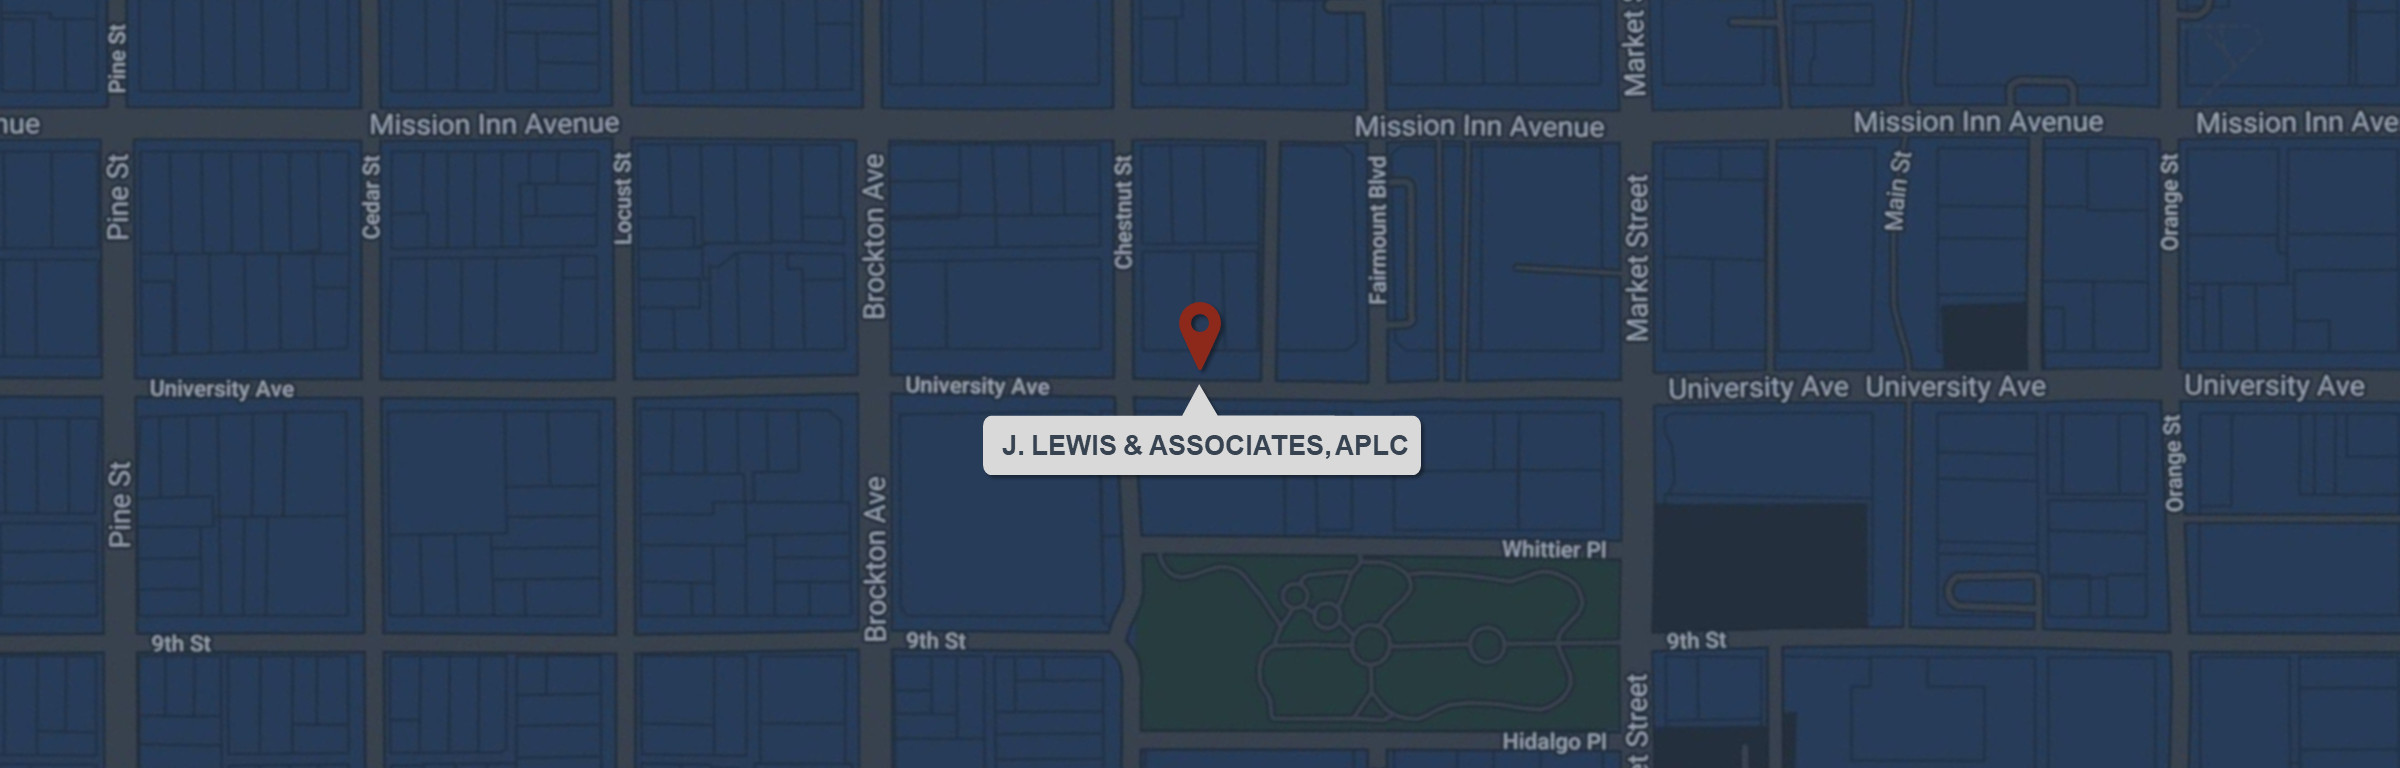 Pine St
Market S
nue
Mission Inn Avenue
Mission Inn Avenue
Mission Inn Avenue
Mission Inn Ave
Pine St
Cedar St
Locust St
Brockton Ave
Chestnut St
Fairmount Blvd
Market Street
Main St
Orange St
University Ave
University Ave
University Ave
University Ave
University Ave
J. LEWIS & ASSOCIATES, APLC
Pine St
Brockton Ave
Orange St
Whittier Pl
9th St
9th St
9th St
et Street
Hidalgo Pl